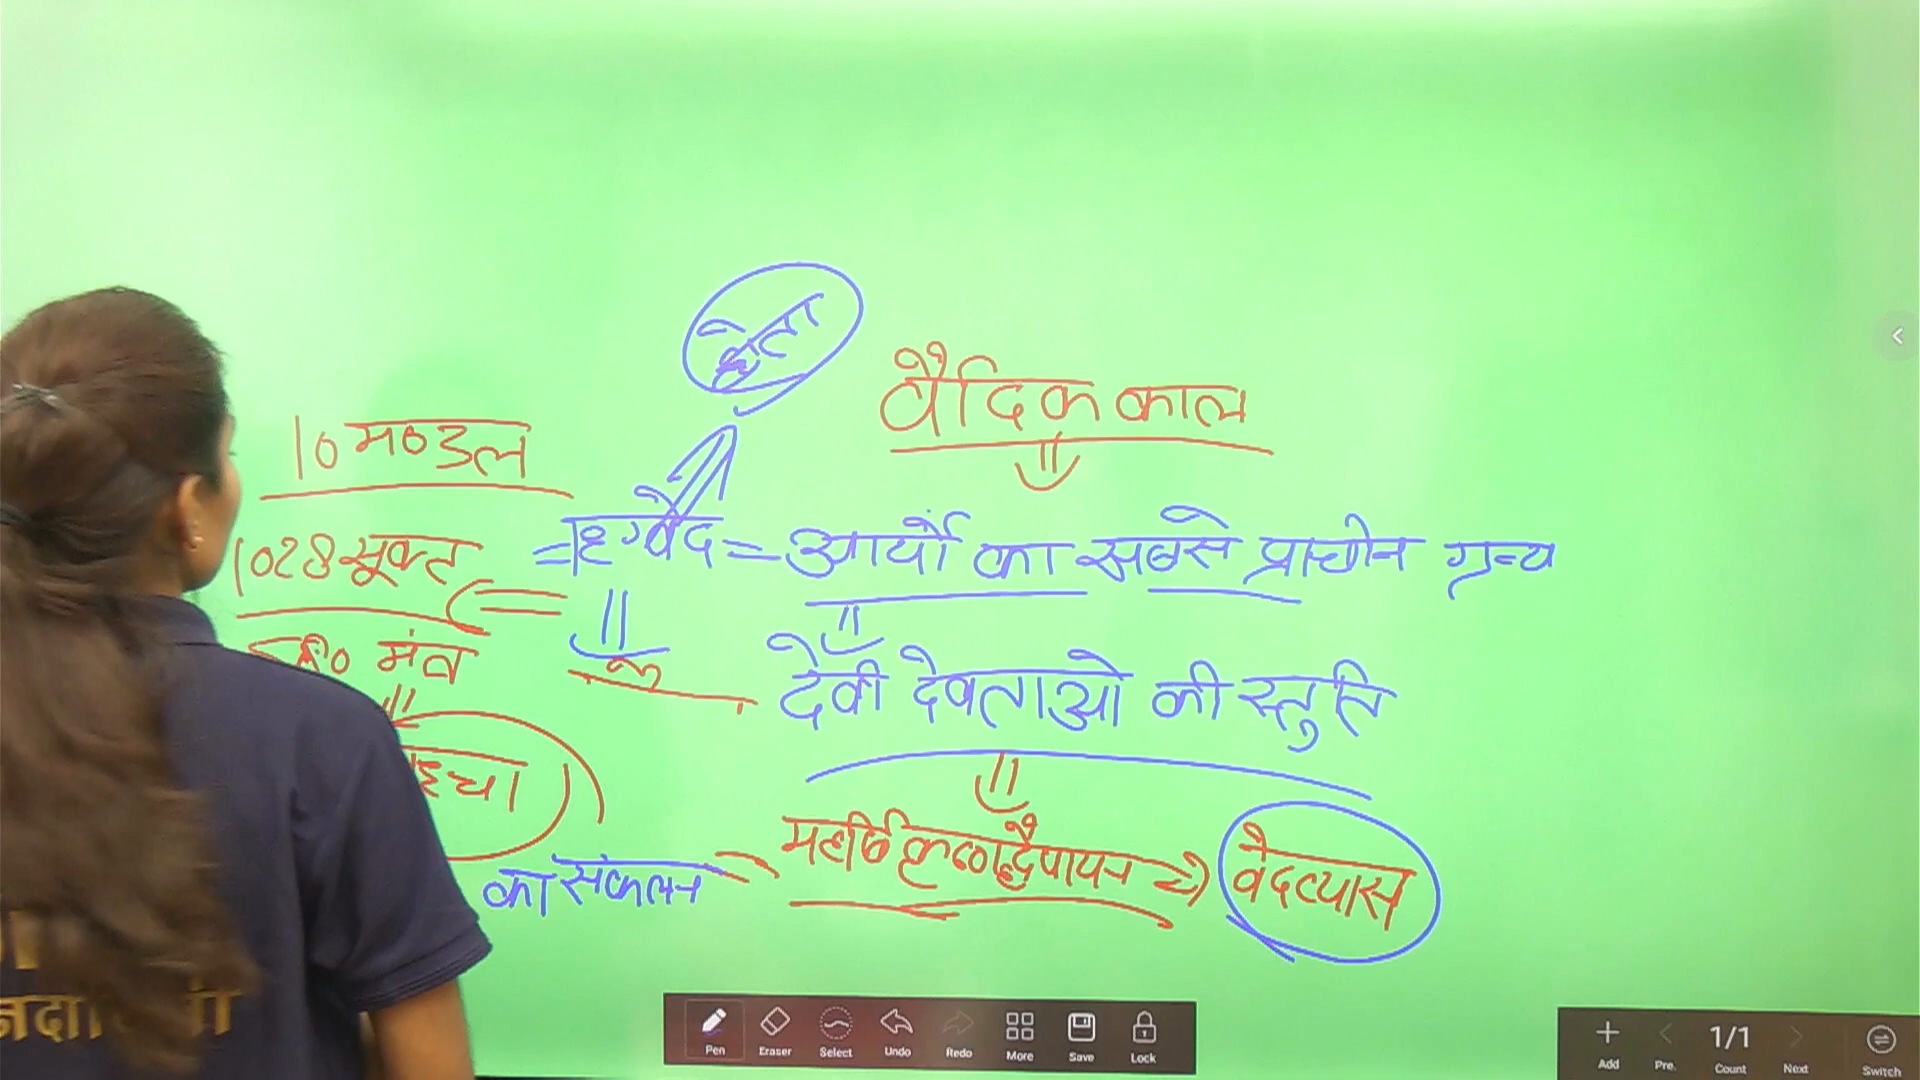 होता
वैदिक काल
10 मण्डल
1028 सूक्त
ऋग्वेद = आर्यो का सबसे प्राचीन ग्रन्थ
मंत्र
देवी देवताओ की स्तुति
ऋचा
महर्षि कृष्णद्वैपायन => वेदव्यास
का संकलन
Pen Eraser Select Undo Redo More Save Lock
1/1
Add Pre. Count Next Switch